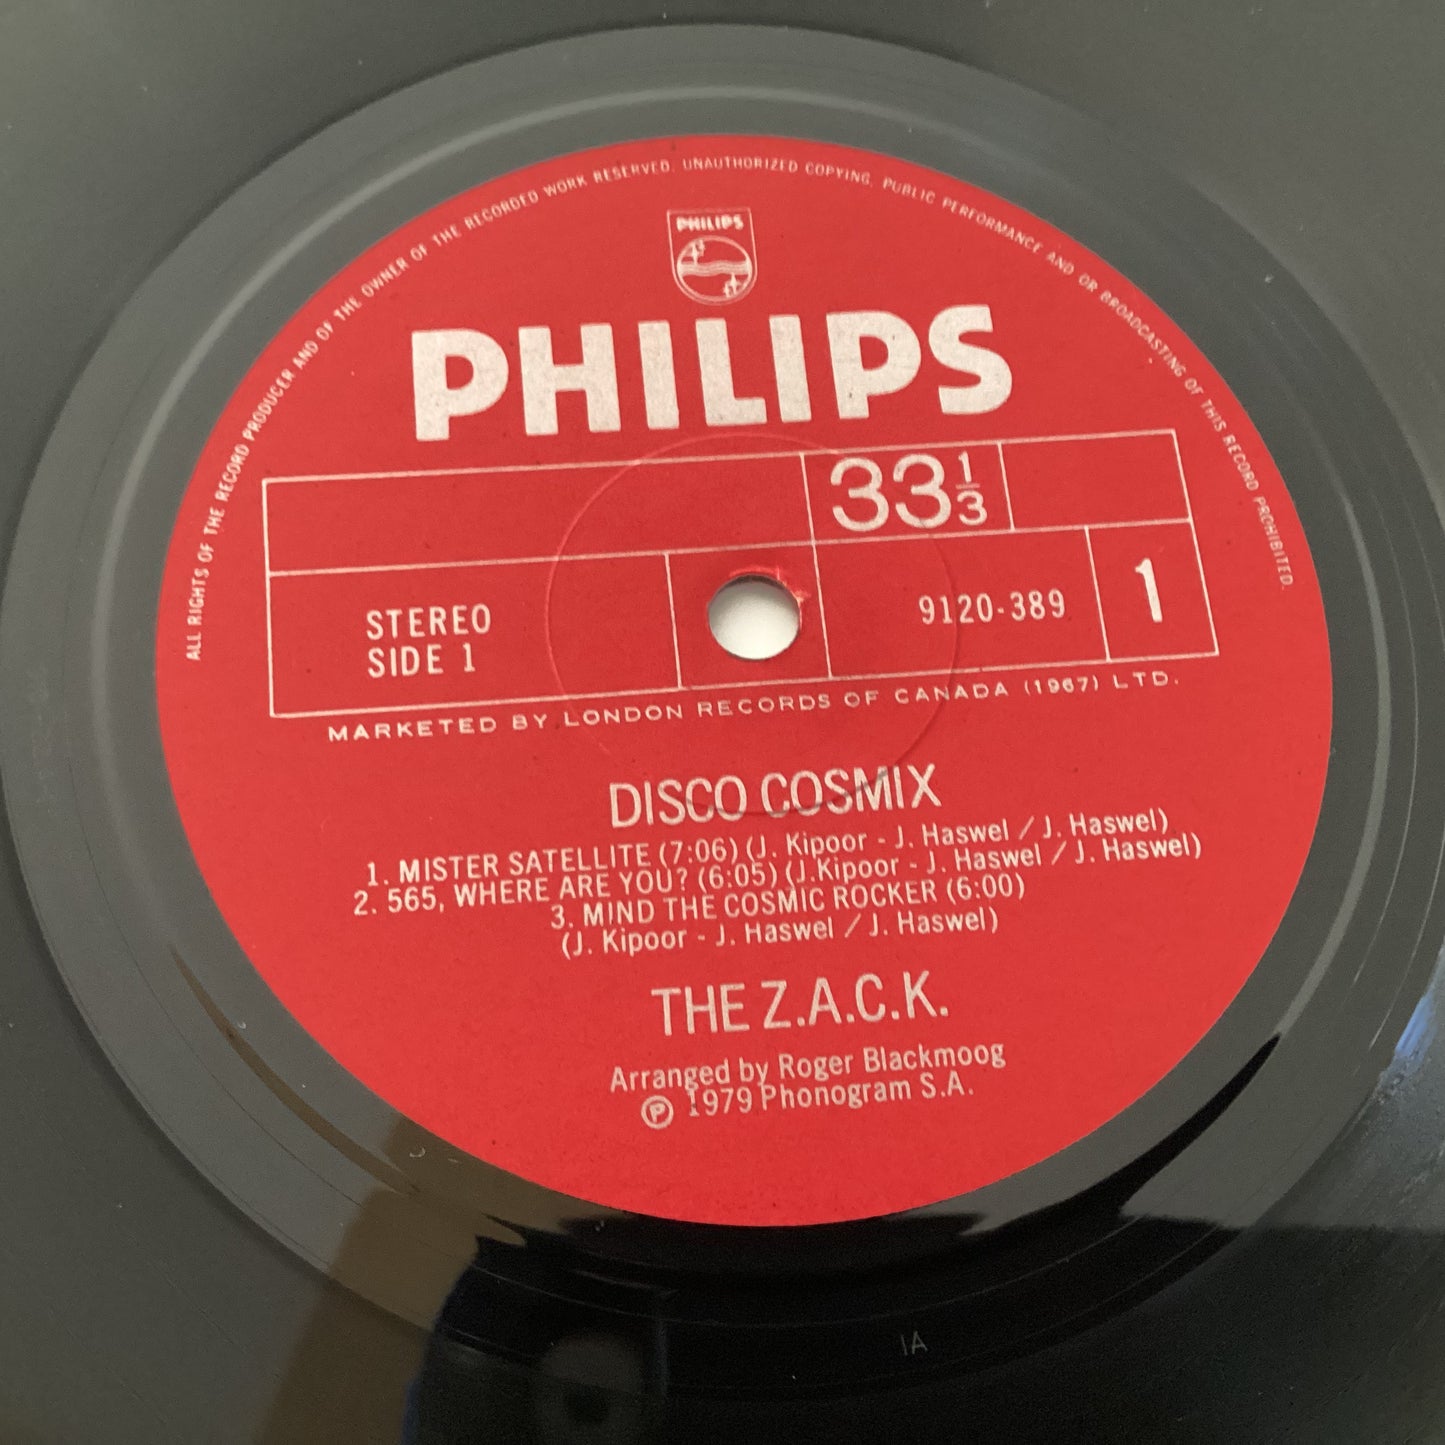 ALL RIGHTS OF THE RECORD PRODUCER AND OF THE OWNER OF THE RECORDED WORK RESERVED. UNAUTHORIZED COPYING, PUBLIC PERFORMANCE AND OR BROADCASTING OF THIS RECORD PROHIBITED.
PHILIPS
PHILIPS
33 1/3
STEREO
SIDE 1
9120-389
1
MARKETED BY LONDON RECORDS OF CANADA (1967) LTD.
DISCO COSMIX
1. MISTER SATELLITE (7:06) (J. Kipoor - J. Haswel / J. Haswel)
2. 565, WHERE ARE YOU? (6:05) (J.Kipoor - J. Haswel / J. Haswel)
3. MIND THE COSMIC ROCKER (6:00)
(J. Kipoor - J. Haswel / J. Haswel)
THE Z.A.C.K.
Arranged by Roger Blackmoog
℗ 1979 Phonogram S.A.
1A